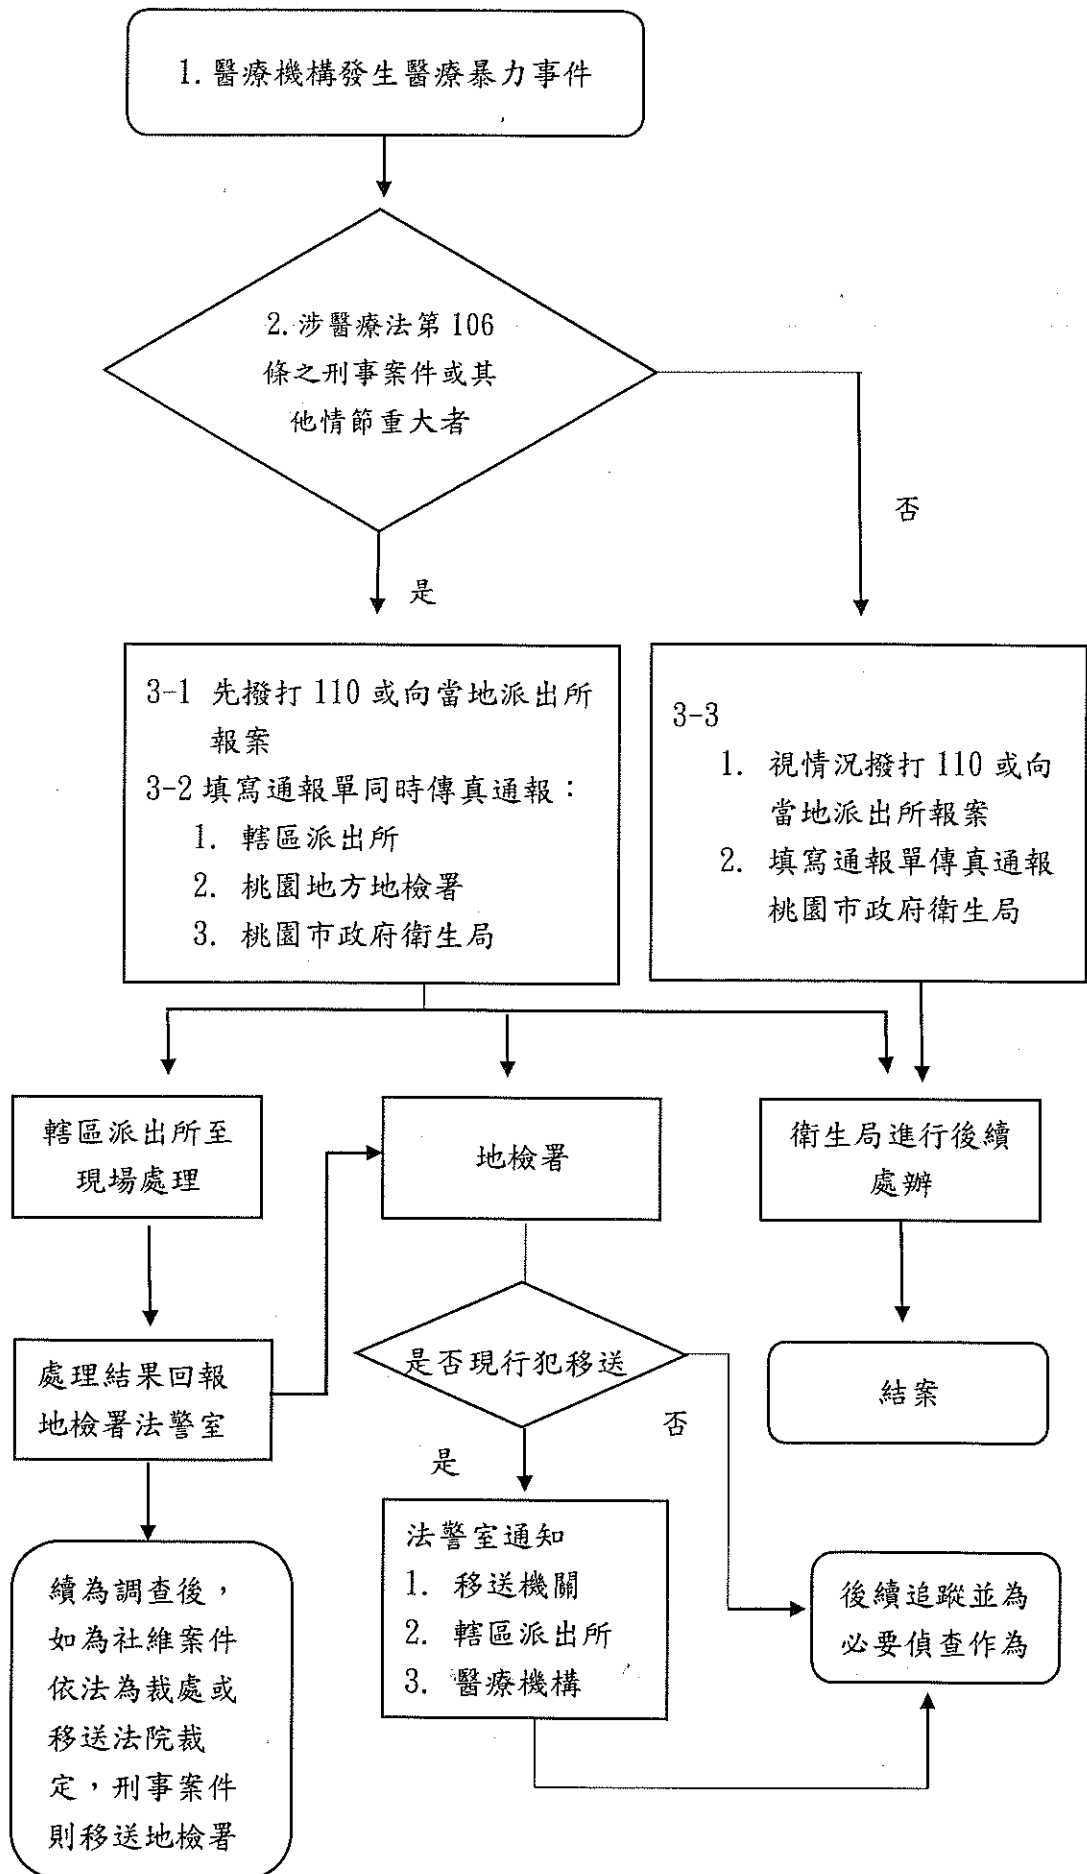 1. 醫療機構發生醫療暴力事件
2. 涉醫療法第 106
條之刑事案件或其
他情節重大者
否
是
3-1 先撥打 110 或向當地派出所
報案
3-2 填寫通報單同時傳真通報：
1. 轄區派出所
2. 桃園地方地檢署
3. 桃園市政府衛生局
3-3
1. 視情況撥打 110 或向
當地派出所報案
2. 填寫通報單傳真通報
桃園市政府衛生局
轄區派出所至
現場處理
地檢署
衛生局進行後續
處辦
處理結果回報
地檢署法警室
是否現行犯移送
結案
否
是
續為調查後，
如為社維案件
依法為裁處或
移送法院裁
定，刑事案件
則移送地檢署
法警室通知
1. 移送機關
2. 轄區派出所
3. 醫療機構
後續追蹤並為
必要偵查作為